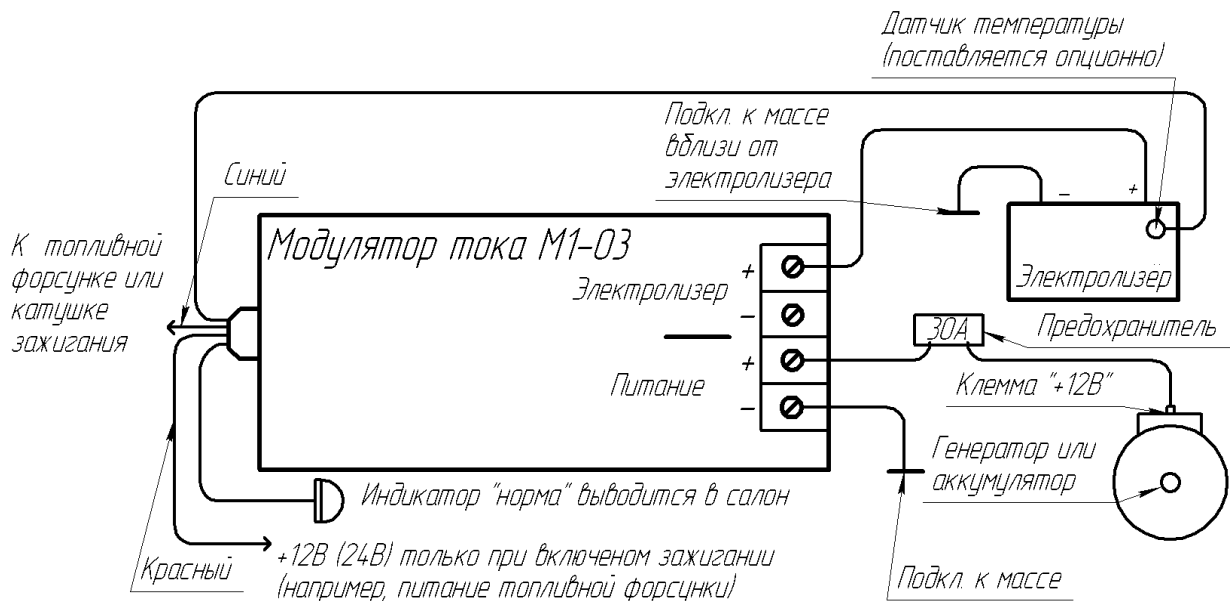 Датчик температуры
(поставляется опционно)
Подкл. к массе
вблизи от
электролизера
Синий
К топливной
форсунке или
катушке
зажигания
Модулятор тока М1-03
Электролизер
+
-
Питание
+
-
- +
Электролизёр
30А
Предохранитель
Клемма "+12В"
Генератор или
аккумулятор
Индикатор "норма" выводится в салон
+12В (24В) только при включеном зажигании
(например, питание топливной форсунки)
Красный
Подкл. к массе